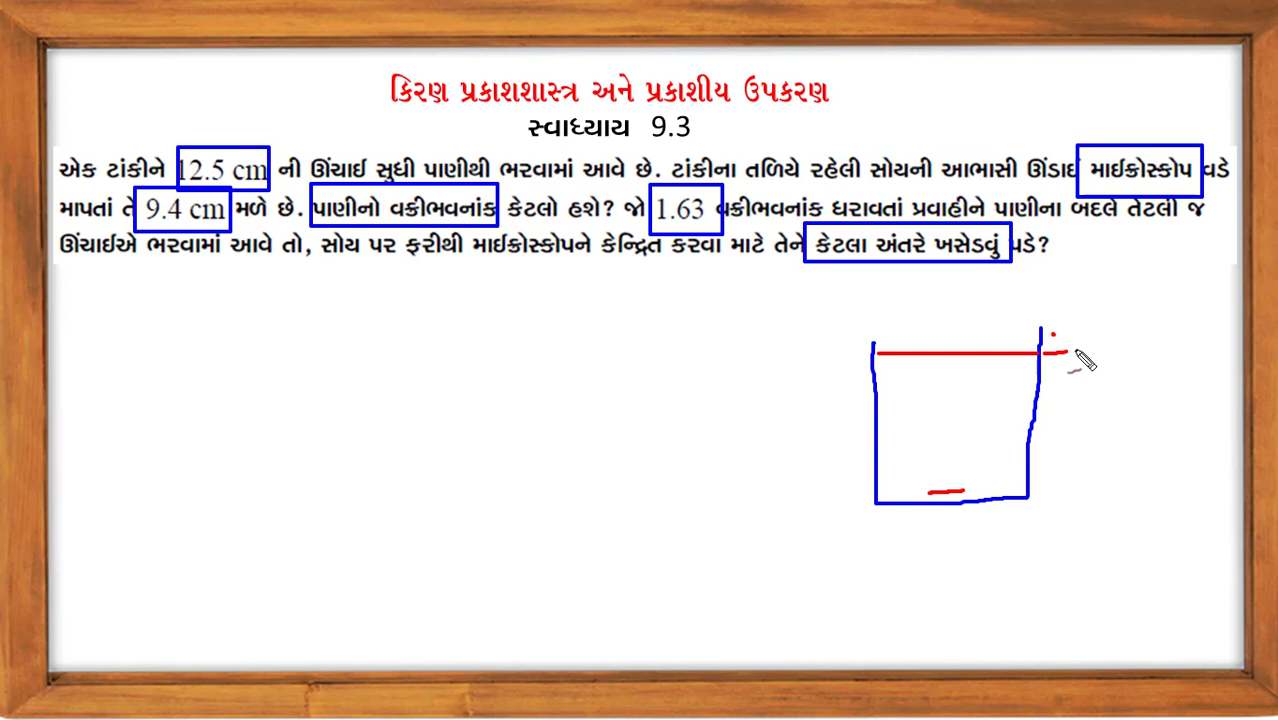 કિરણ પ્રકાશશાસ્ત્ર અને પ્રકાશીય ઉપકરણ
સ્વાધ્યાય 9.3
એક ટાંકીને 12.5 cm ની ઊંચાઈ સુધી પાણીથી ભરવામાં આવે છે. ટાંકીના તળિયે રહેલી સોયની આભાસી ઊંડાઈ માઈક્રોસ્કોપ વડે
માપતાં તે 9.4 cm મળે છે. પાણીનો વક્રીભવનાંક કેટલો હશે? જો 1.63 વક્રીભવનાંક ધરાવતાં પ્રવાહીને પાણીના બદલે તેટલી જ
ઊંચાઈએ ભરવામાં આવે તો, સોય પર ફરીથી માઈક્રોસ્કોપને કેન્દ્રિત કરવા માટે તેને કેટલા અંતરે ખસેડવું પડે?